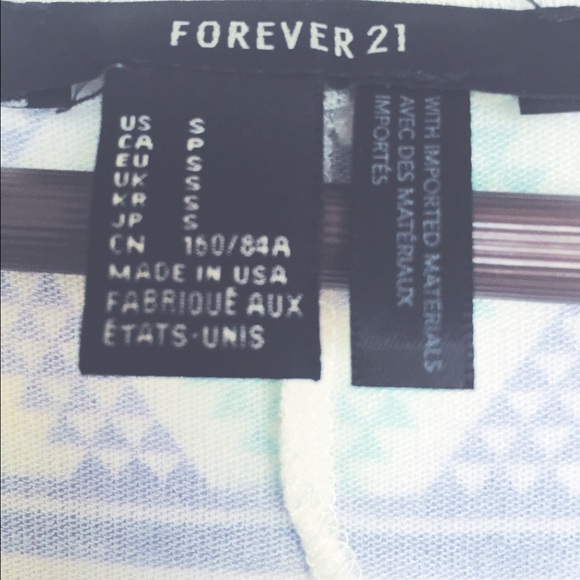 FOREVER 21
US S
CA P
EU S
UK S
KR S
JP S
CN 160/84A
MADE IN USA
FABRIQUÉ AUX
ÉTATS-UNIS
WITH IMPORTED MATERIALS
AVEC DES MATÉRIAUX
IMPORTÉS